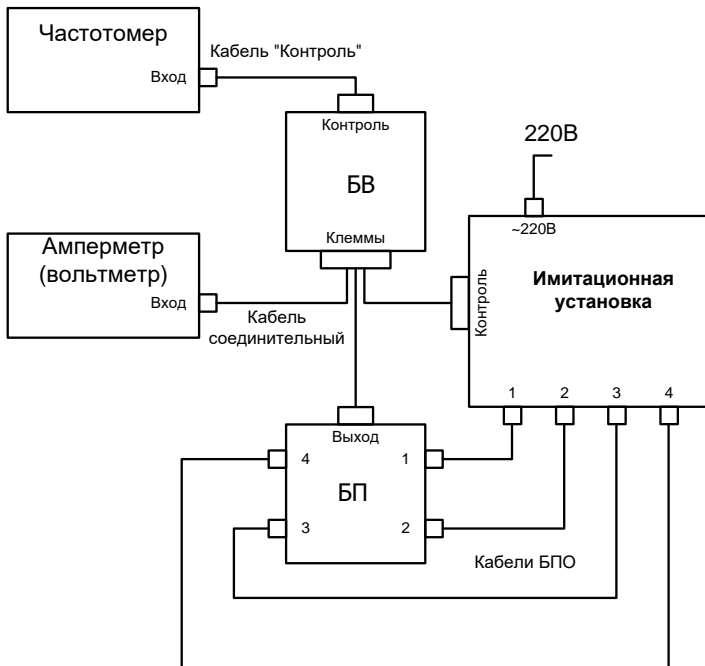 Частотомер
Вход
Кабель "Контроль"
Контроль
БВ
Клеммы
220В
~220В
Имитационная
установка
Контроль
1 2 3 4
Амперметр
(вольтметр)
Вход
Кабель
соединительный
Выход
4 1
БП
3 2
Кабели БПО